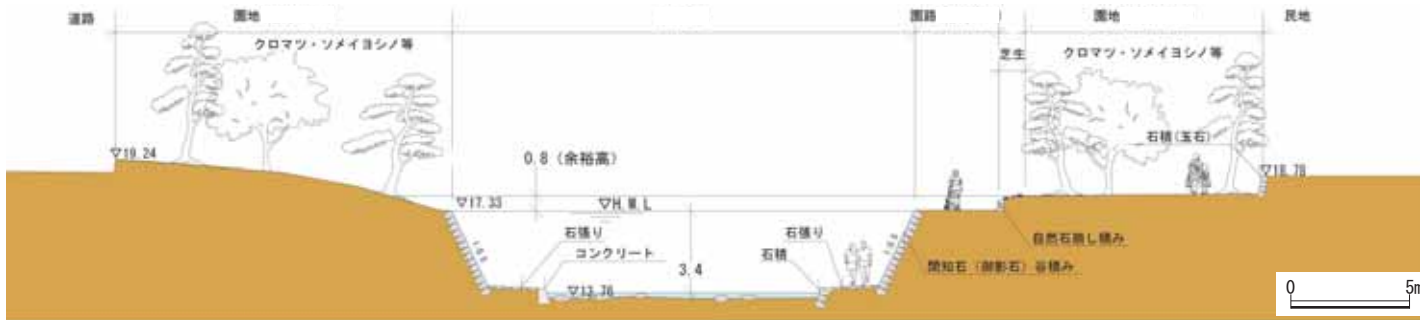 道路
園地
園路
園地
民地
クロマツ・ソメイヨシノ等
芝生
クロマツ・ソメイヨシノ等
石積(玉石)
▽19.24
0.8（余裕高）
▽18.78
▽17.33
▽H.W.L
石張り
石張り
自然石崩し積み
コンクリート
石積
間知石（御影石）谷積み
3.4
▽13.76
0
5m